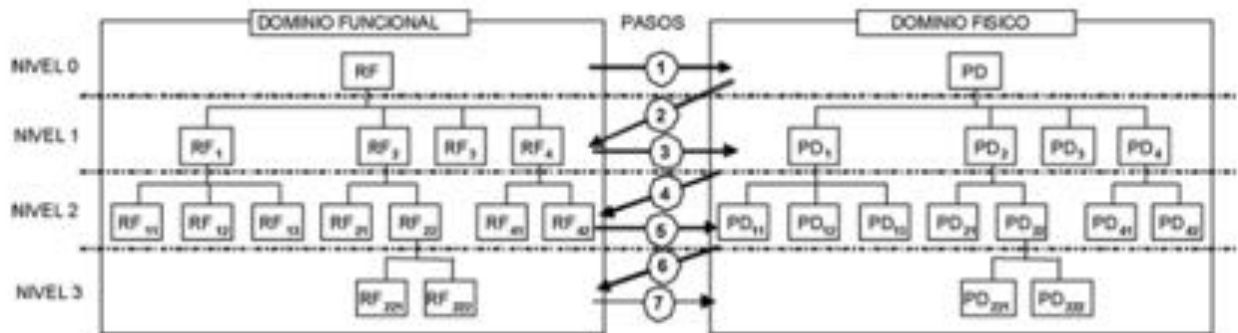 DOMINIO FUNCIONAL PASOS DOMINIO FISICO
NIVEL 0 RF 1 PD
2
NIVEL 1 RF1 RF2 RF3 RF4 3 PD1 PD2 PD3 PD4
4
NIVEL 2 RF11 RF12 RF13 RF21 RF22 RF41 RF42 5 PD11 PD12 PD13 PD21 PD22 PD41 PD42
6
NIVEL 3 RF221 RF222 7 PD221 PD222